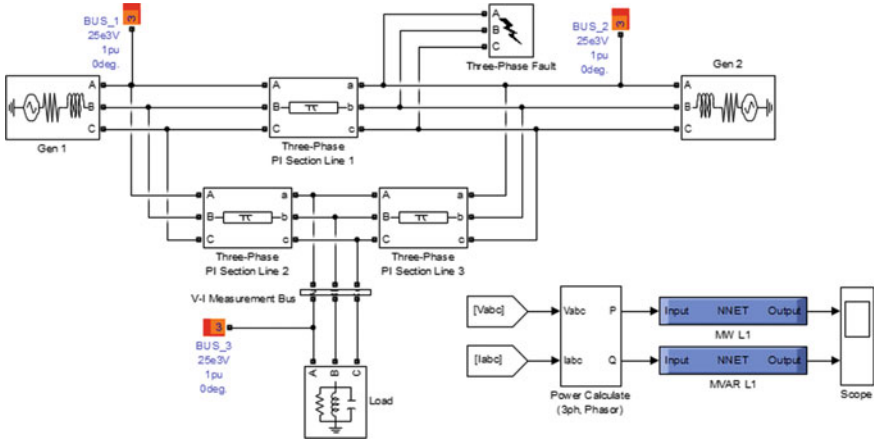 BUS_1
25e3V
1pu
0deg.
3
A
B
C
Three-Phase Fault
3
BUS_2
25e3V
1pu
0deg.
Gen 2
A
B
C
Gen 1
A
B
C
a
b
c
Three-Phase
PI Section Line 1
A
B
C
A
B
C
a
b
c
Three-Phase
PI Section Line 2
A
B
C
a
b
c
Three-Phase
PI Section Line 3
V-I Measurement Bus
3
BUS_3
25e3V
1pu
0deg.
A
B
C
Load
[Vabc]
[Iabc]
Vabc
Iabc
P
Q
Power Calculate
(3ph, Phasor)
Input NNET Output
MW L1
Input NNET Output
MVAR L1
Scope